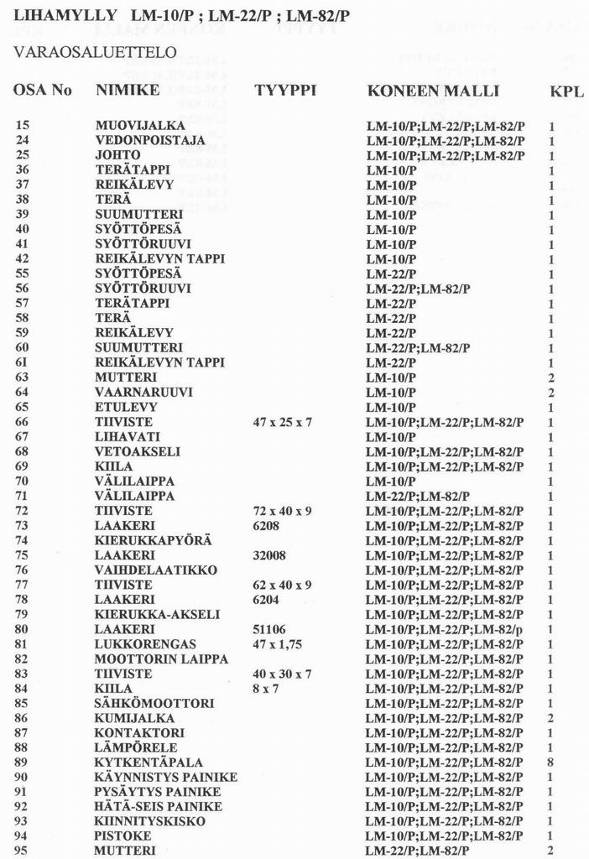 LIHAMYLLY LM-10/P ; LM-22/P ; LM-82/P
VARAOSALUETTELO
OSA No NIMIKE TYYPPI KONEEN MALLI KPL
15 MUOVIJALKA LM-10/P;LM-22/P;LM-82/P 1
24 VEDONPOISTAJA LM-10/P;LM-22/P;LM-82/P 1
25 JOHTO LM-10/P;LM-22/P;LM-82/P 1
36 TERÄTAPPI LM-10/P 1
37 REIKÄLEVY LM-10/P 1
38 TERÄ LM-10/P 1
39 SUUMUTTERI LM-10/P 1
40 SYÖTTÖPESÄ LM-10/P 1
41 SYÖTTÖRUUVI LM-10/P 1
42 REIKÄLEVYN TAPPI LM-10/P 1
55 SYÖTTÖPESÄ LM-22/P 1
56 SYÖTTÖRUUVI LM-22/P;LM-82/P 1
57 TERÄTAPPI LM-22/P 1
58 TERÄ LM-22/P 1
59 REIKÄLEVY LM-22/P 1
60 SUUMUTTERI LM-22/P;LM-82/P 1
6I REIKÄLEVYN TAPPI LM-22/P 1
63 MUTTERI LM-10/P 2
64 VAARNARUUVI LM-10/P 2
65 ETULEVY LM-10/P 1
66 TIIVISTE 47 x 25 x 7 LM-10/P;LM-22/P;LM-82/P 1
67 LIHAVATI LM-10/P 1
68 VETOAKSELI LM-10/P;LM-22/P;LM-82/P 1
69 KIILA LM-10/P;LM-22/P;LM-82/P 1
70 VÄLILAIPPA LM-10/P 1
71 VÄLILAIPPA LM-22/P;LM-82/P 1
72 TIIVISTE 72 x 40 x 9 LM-10/P;LM-22/P;LM-82/P 1
73 LAAKERI 6208 LM-10/P;LM-22/P;LM-82/P 1
74 KIERUKKAPYÖRÄ LM-10/P;LM-22/P;LM-82/P 1
75 LAAKERI 32008 LM-10/P;LM-22/P;LM-82/P 1
76 VAIHDELAATIKKO LM-10/P;LM-22/P;LM-82/P 1
77 TIIVISTE 62 x 40 x 9 LM-10/P;LM-22/P;LM-82/P 1
78 LAAKERI 6204 LM-10/P;LM-22/P;LM-82/P 1
79 KIERUKKA-AKSELI LM-10/P;LM-22/P;LM-82/P 1
80 LAAKERI 51106 LM-10/P;LM-22/P;LM-82/p 1
81 LUKKORENGAS 47 x 1,75 LM-10/P;LM-22/P;LM-82/P 1
82 MOOTTORIN LAIPPA LM-10/P;LM-22/P;LM-82/P 1
83 TIIVISTE 40 x 30 x 7 LM-10/P;LM-22/P;LM-82/P 1
84 KIILA 8 x 7 LM-10/P;LM-22/P;LM-82/P 1
85 SÄHKÖMOOTTORI LM-10/P;LM-22/P;LM-82/P 1
86 KUMIJALKA LM-10/P;LM-22/P;LM-82/P 2
87 KONTAKTORI LM-10/P;LM-22/P;LM-82/P 1
88 LÄMPÖRELE LM-10/P;LM-22/P;LM-82/P 1
89 KYTKENTÄPALA LM-10/P;LM-22/P;LM-82/P 8
90 KÄYNNISTYS PAINIKE LM-10/P;LM-22/P;LM-82/P 1
91 PYSÄYTYS PAINIKE LM-10/P;LM-22/P;LM-82/P 1
92 HÄTÄ-SEIS PAINIKE LM-10/P;LM-22/P;LM-82/P 1
93 KIINNITYSKISKO LM-10/P;LM-22/P;LM-82/P 1
94 PISTOKE LM-10/P;LM-22/P;LM-82/P 1
95 MUTTERI LM-22/P;LM-82/P 2